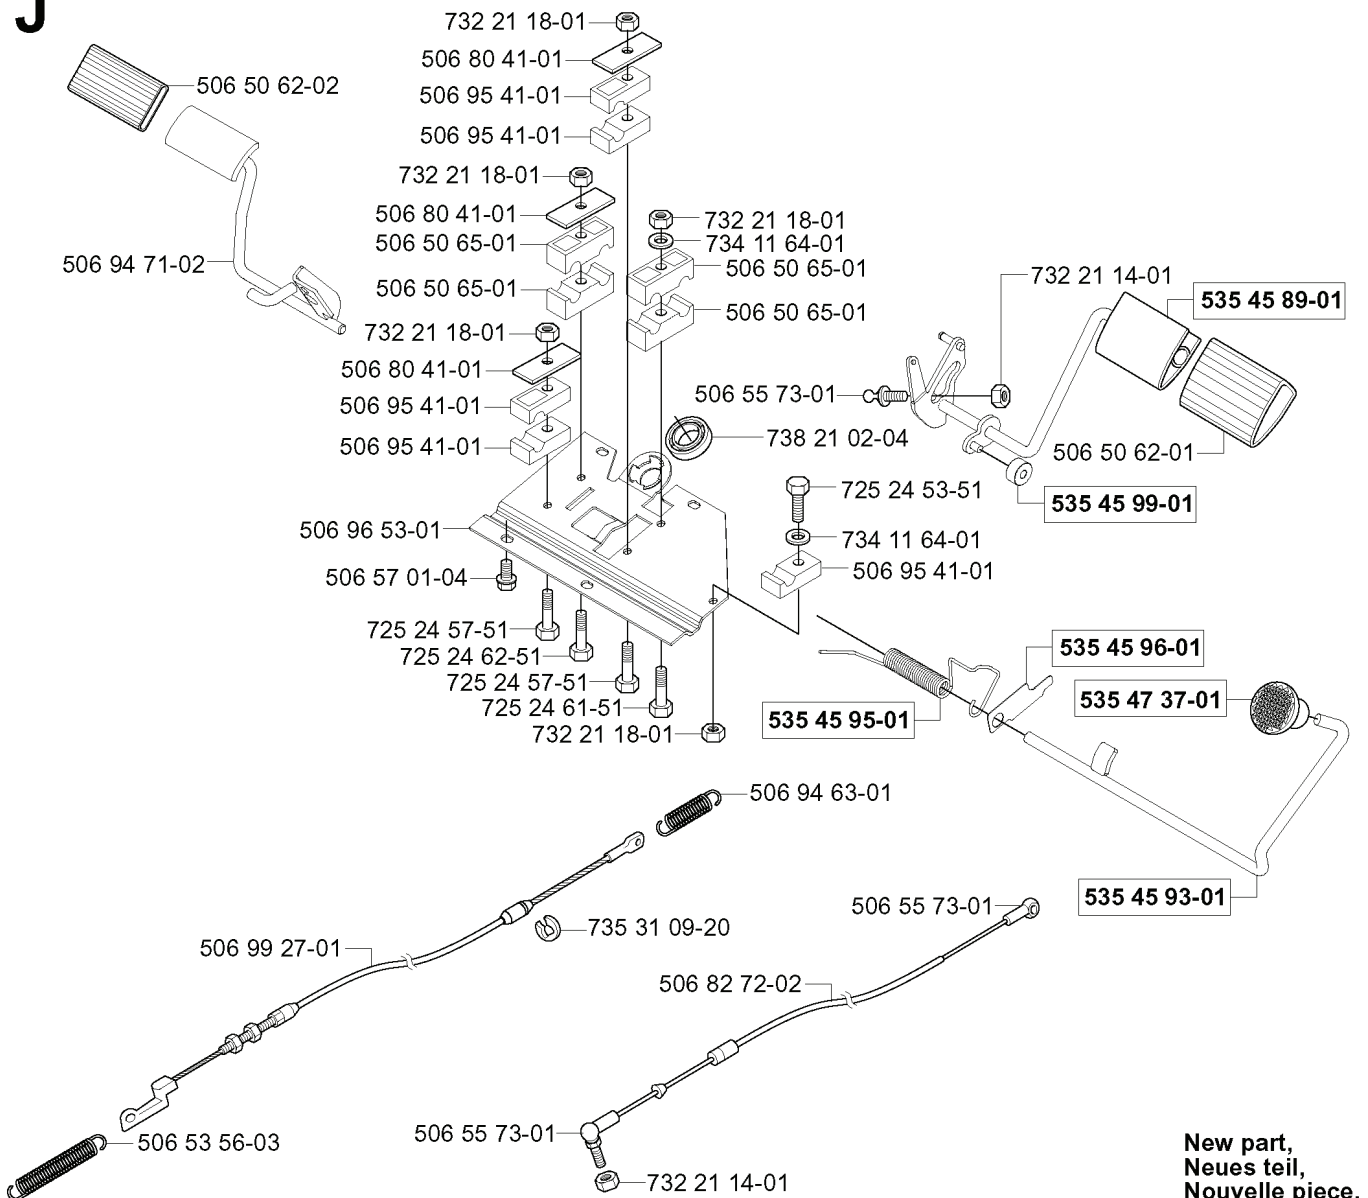 J
732 21 18-01
506 80 41-01
506 95 41-01
506 95 41-01
506 50 62-02
732 21 18-01
506 80 41-01
506 50 65-01
506 50 65-01
732 21 18-01
734 11 64-01
506 50 65-01
506 50 65-01
506 94 71-02
732 21 14-01
535 45 89-01
732 21 18-01
506 80 41-01
506 95 41-01
506 95 41-01
506 55 73-01
738 21 02-04
506 50 62-01
535 45 99-01
725 24 53-51
734 11 64-01
506 95 41-01
506 96 53-01
506 57 01-04
725 24 57-51
725 24 62-51
725 24 57-51
725 24 61-51
732 21 18-01
535 45 96-01
535 47 37-01
535 45 95-01
506 94 63-01
535 45 93-01
506 55 73-01
735 31 09-20
506 99 27-01
506 82 72-02
506 55 73-01
506 53 56-03
732 21 14-01
New part,
Neues teil,
Nouvelle piece,